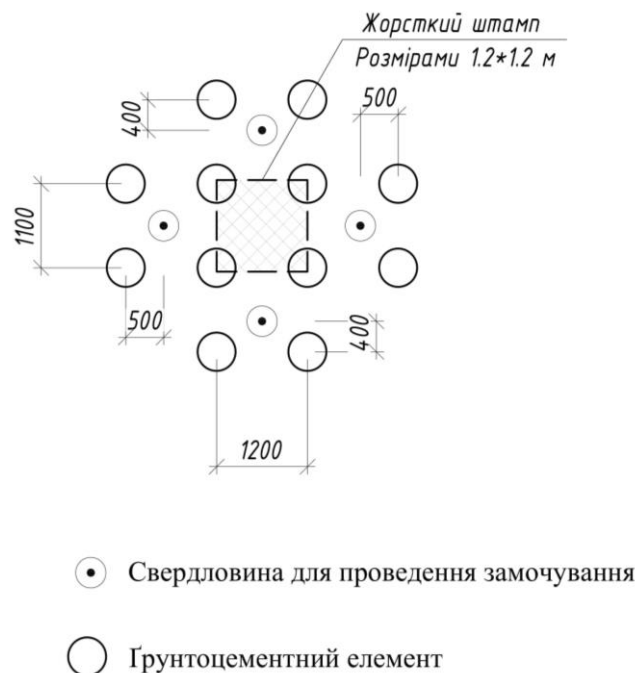 Жорсткий штамп
Розмірами 1.2*1.2 м
400
500
1100
500
400
1200
Свердловина для проведення замочування
Ґрунтоцементний елемент